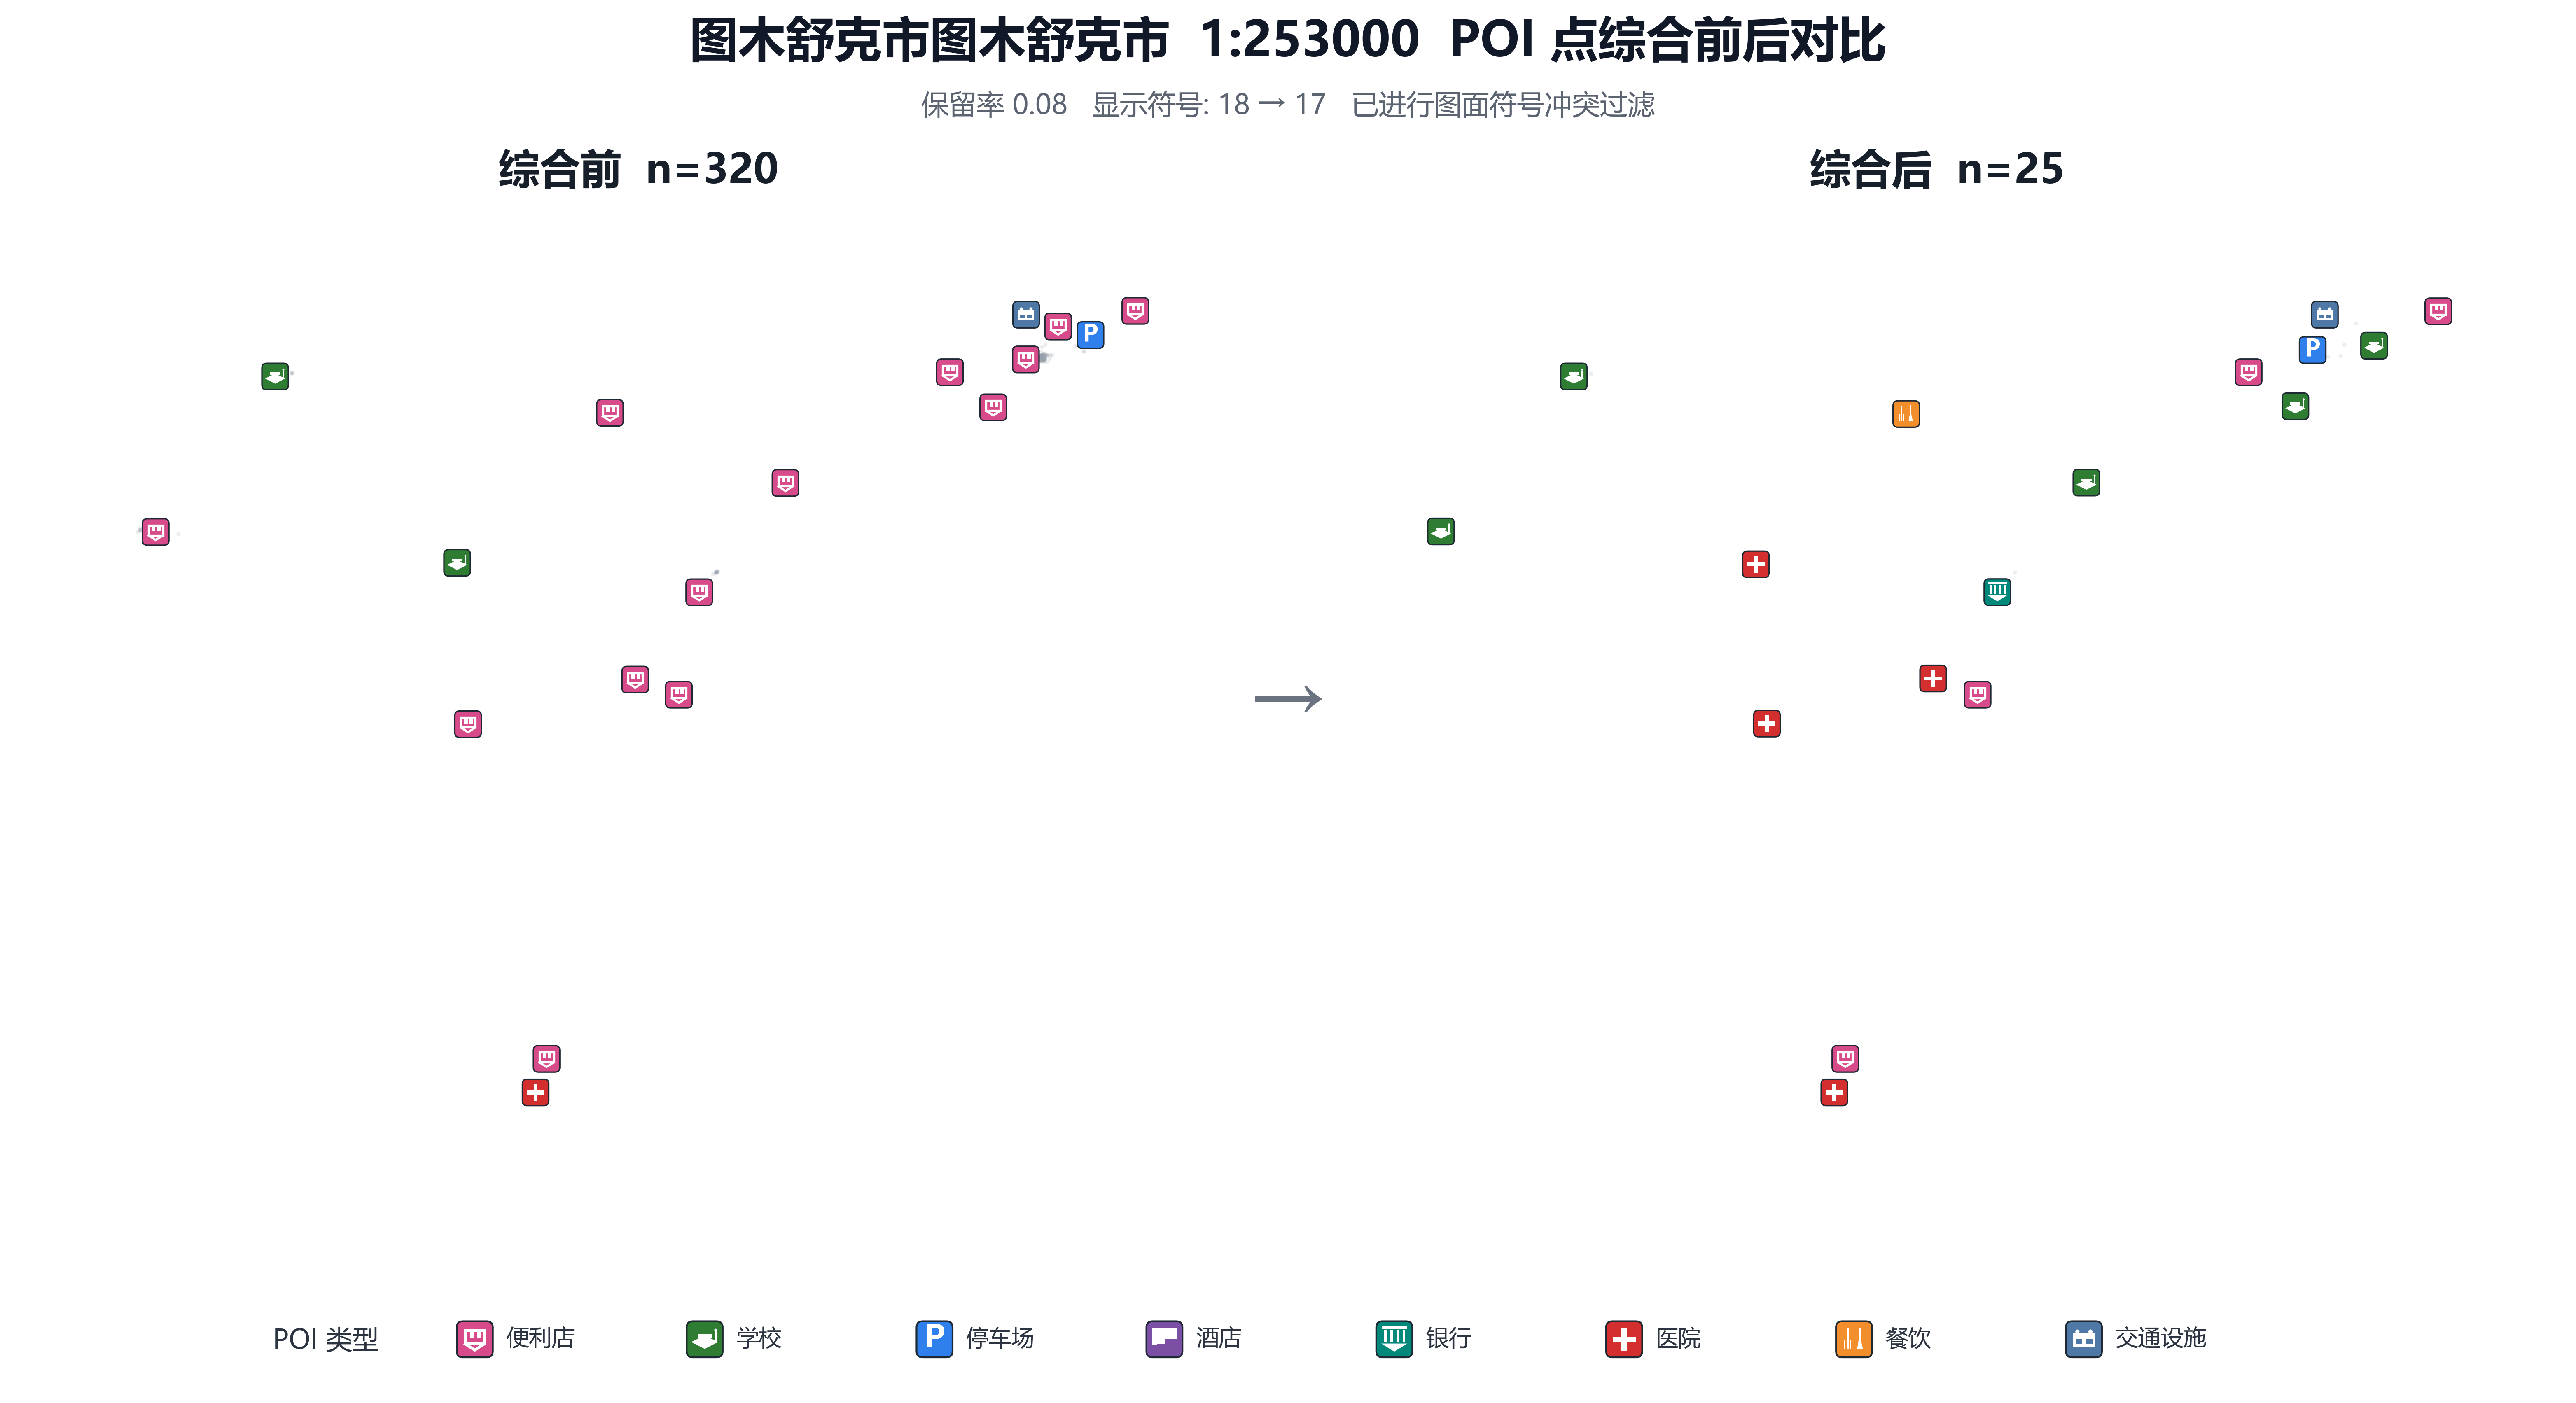 图木舒克市图木舒克市 1:253000 POI 点综合前后对比
保留率 0.08 显示符号: 18 → 17 已进行图面符号冲突过滤
综合前 n=320
综合后 n=25
P
P
→
POI 类型 便利店 学校 P 停车场 酒店 银行 医院 餐饮 交通设施